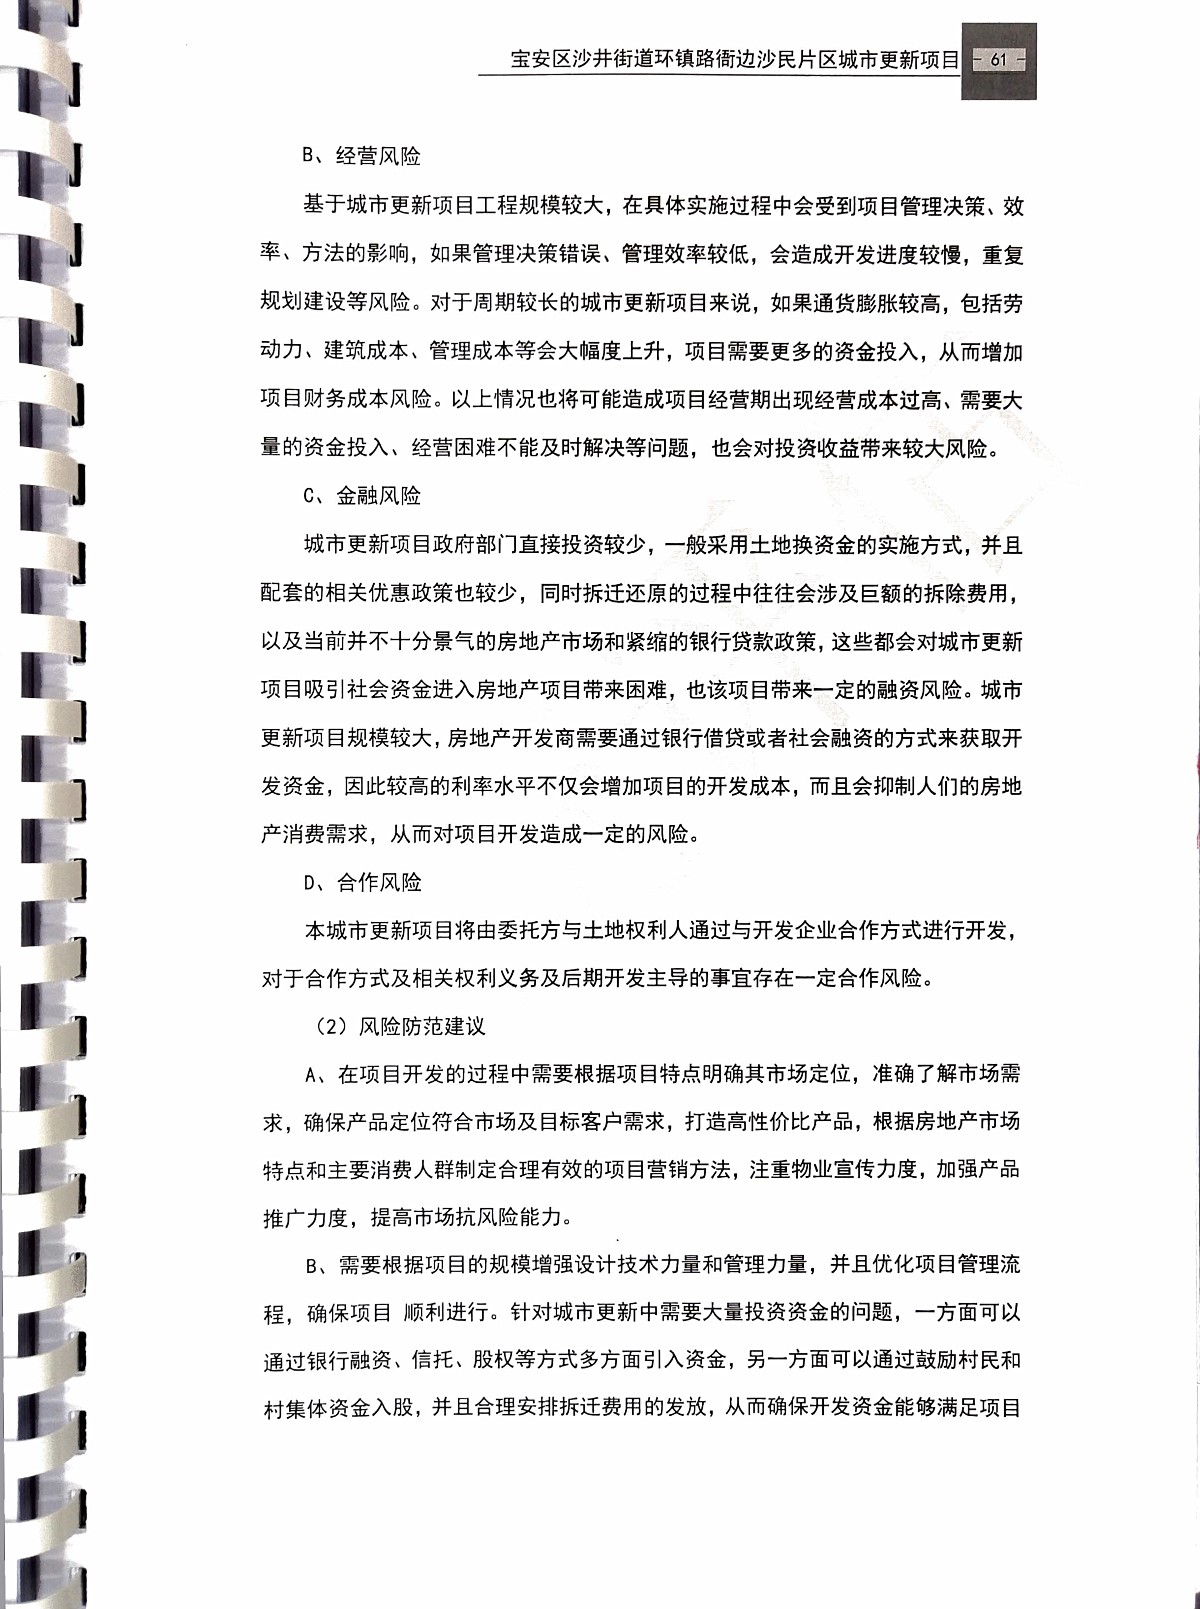 宝安区沙井街道环镇路衙边沙民片区城市更新项目 - 61 -
B、经营风险
基于城市更新项目工程规模较大，在具体实施过程中会受到项目管理决策、效
率、方法的影响，如果管理决策错误、管理效率较低，会造成开发进度较慢，重复
规划建设等风险。对于周期较长的城市更新项目来说，如果通货膨胀较高，包括劳
动力、建筑成本、管理成本等会大幅度上升，项目需要更多的资金投入，从而增加
项目财务成本风险。以上情况也将可能造成项目经营期出现经营成本过高、需要大
量的资金投入、经营困难不能及时解决等问题，也会对投资收益带来较大风险。
C、金融风险
城市更新项目政府部门直接投资较少，一般采用土地换资金的实施方式，并且
配套的相关优惠政策也较少，同时拆迁还原的过程中往往会涉及巨额的拆除费用，
以及当前并不十分景气的房地产市场和紧缩的银行贷款政策，这些都会对城市更新
项目吸引社会资金进入房地产项目带来困难，也该项目带来一定的融资风险。城市
更新项目规模较大，房地产开发商需要通过银行借贷或者社会融资的方式来获取开
发资金，因此较高的利率水平不仅会增加项目的开发成本，而且会抑制人们的房地
产消费需求，从而对项目开发造成一定的风险。
D、合作风险
本城市更新项目将由委托方与土地权利人通过与开发企业合作方式进行开发，
对于合作方式及相关权利义务及后期开发主导的事宜存在一定合作风险。
（2）风险防范建议
A、在项目开发的过程中需要根据项目特点明确其市场定位，准确了解市场需
求，确保产品定位符合市场及目标客户需求，打造高性价比产品，根据房地产市场
特点和主要消费人群制定合理有效的项目营销方法，注重物业宣传力度，加强产品
推广力度，提高市场抗风险能力。
B、需要根据项目的规模增强设计技术力量和管理力量，并且优化项目管理流
程，确保项目 顺利进行。针对城市更新中需要大量投资资金的问题，一方面可以
通过银行融资、信托、股权等方式多方面引入资金，另一方面可以通过鼓励村民和
村集体资金入股，并且合理安排拆迁费用的发放，从而确保开发资金能够满足项目